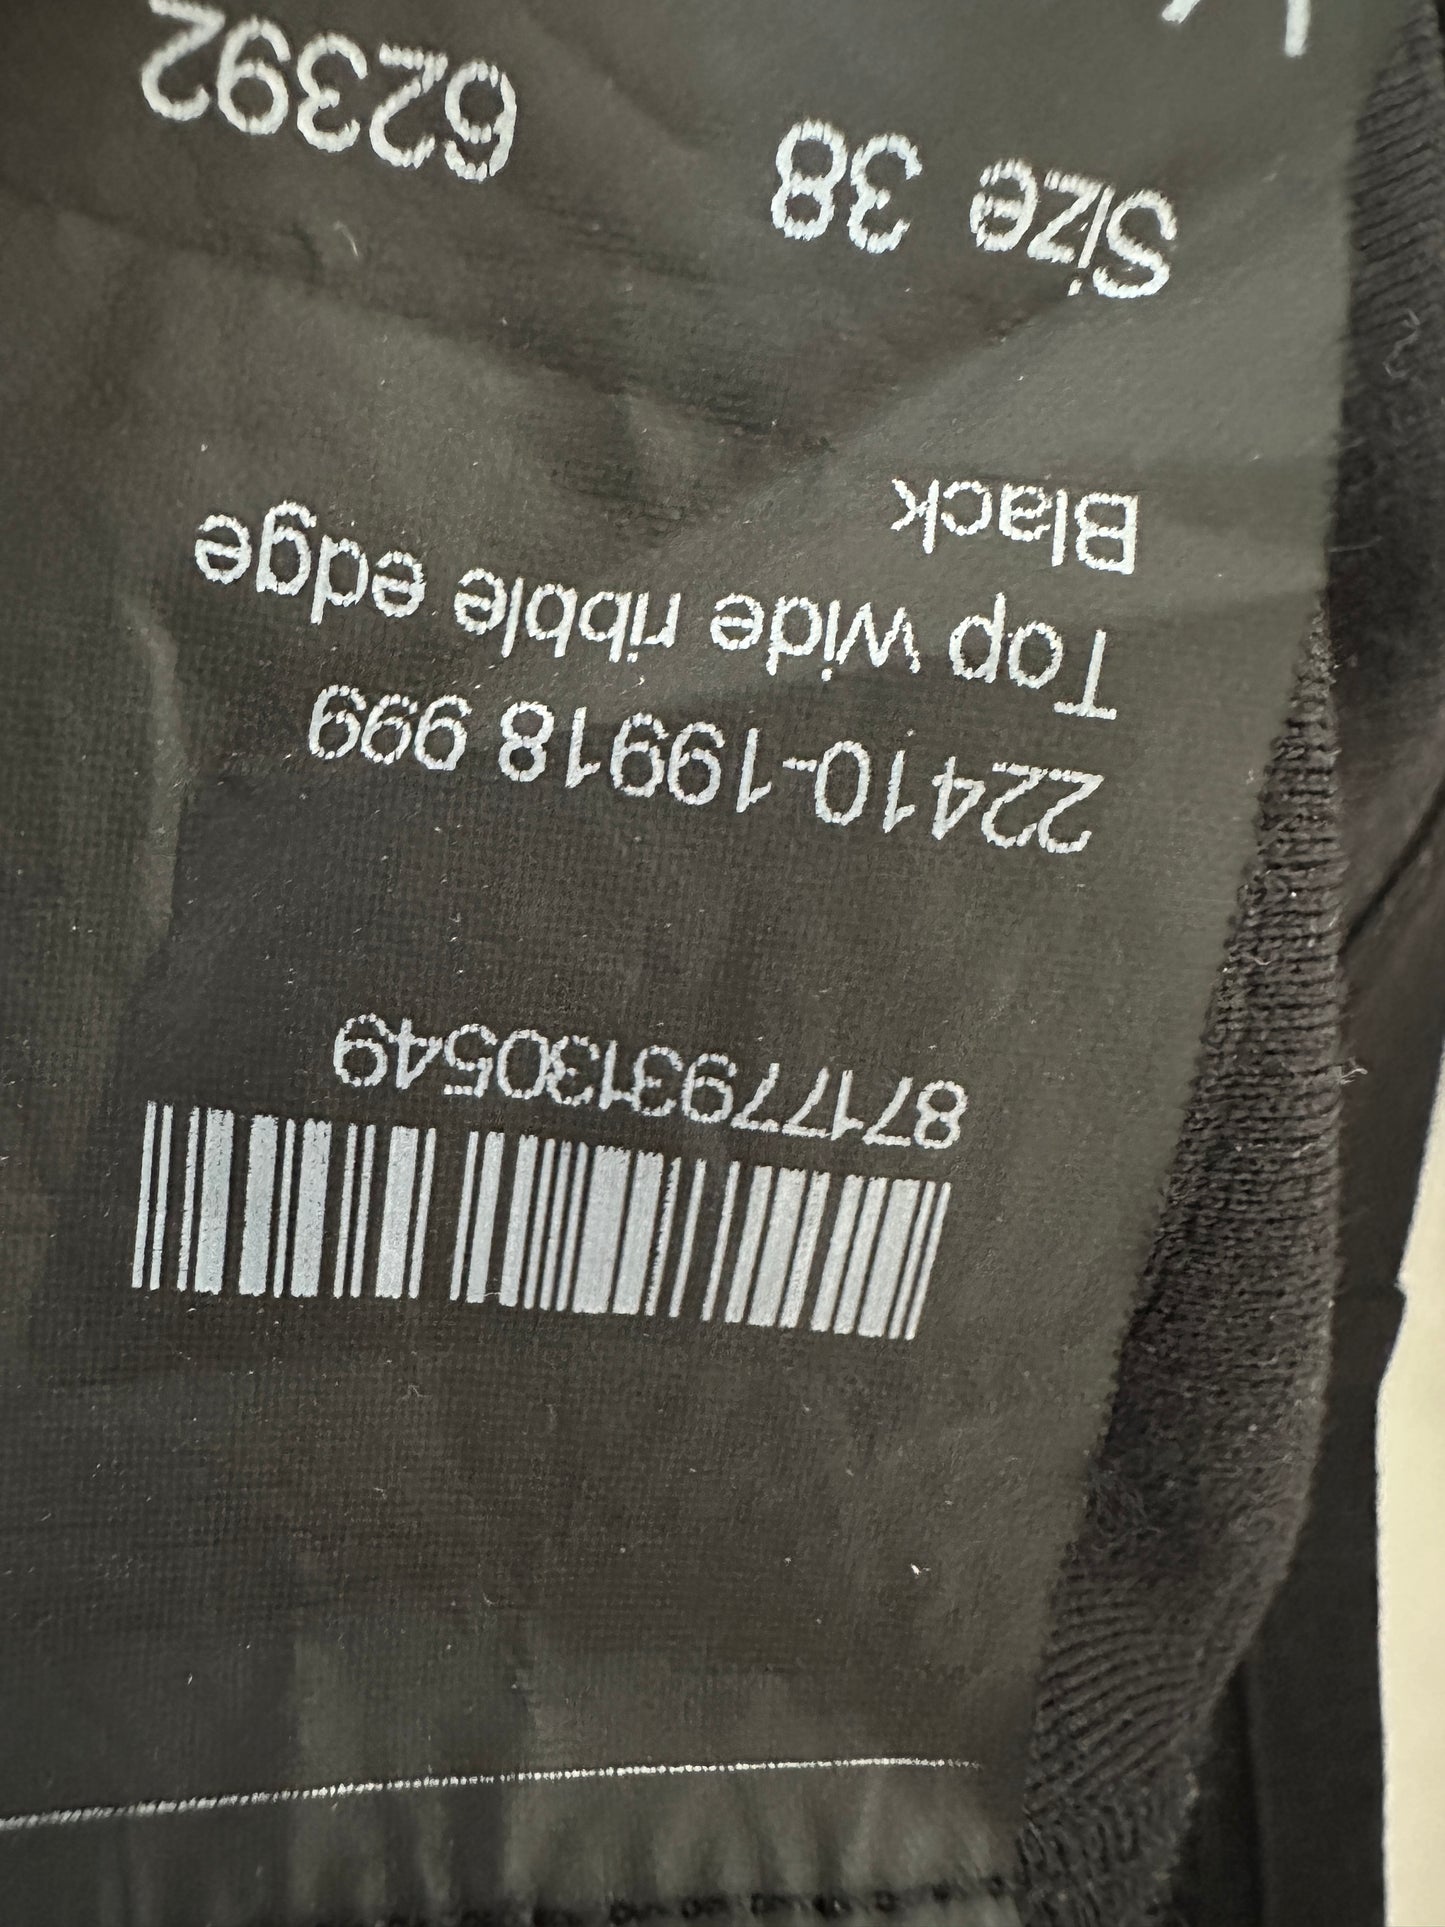 8717793130549
22410-19918 999
Top wide ribble edge
Black
Size 38 62392